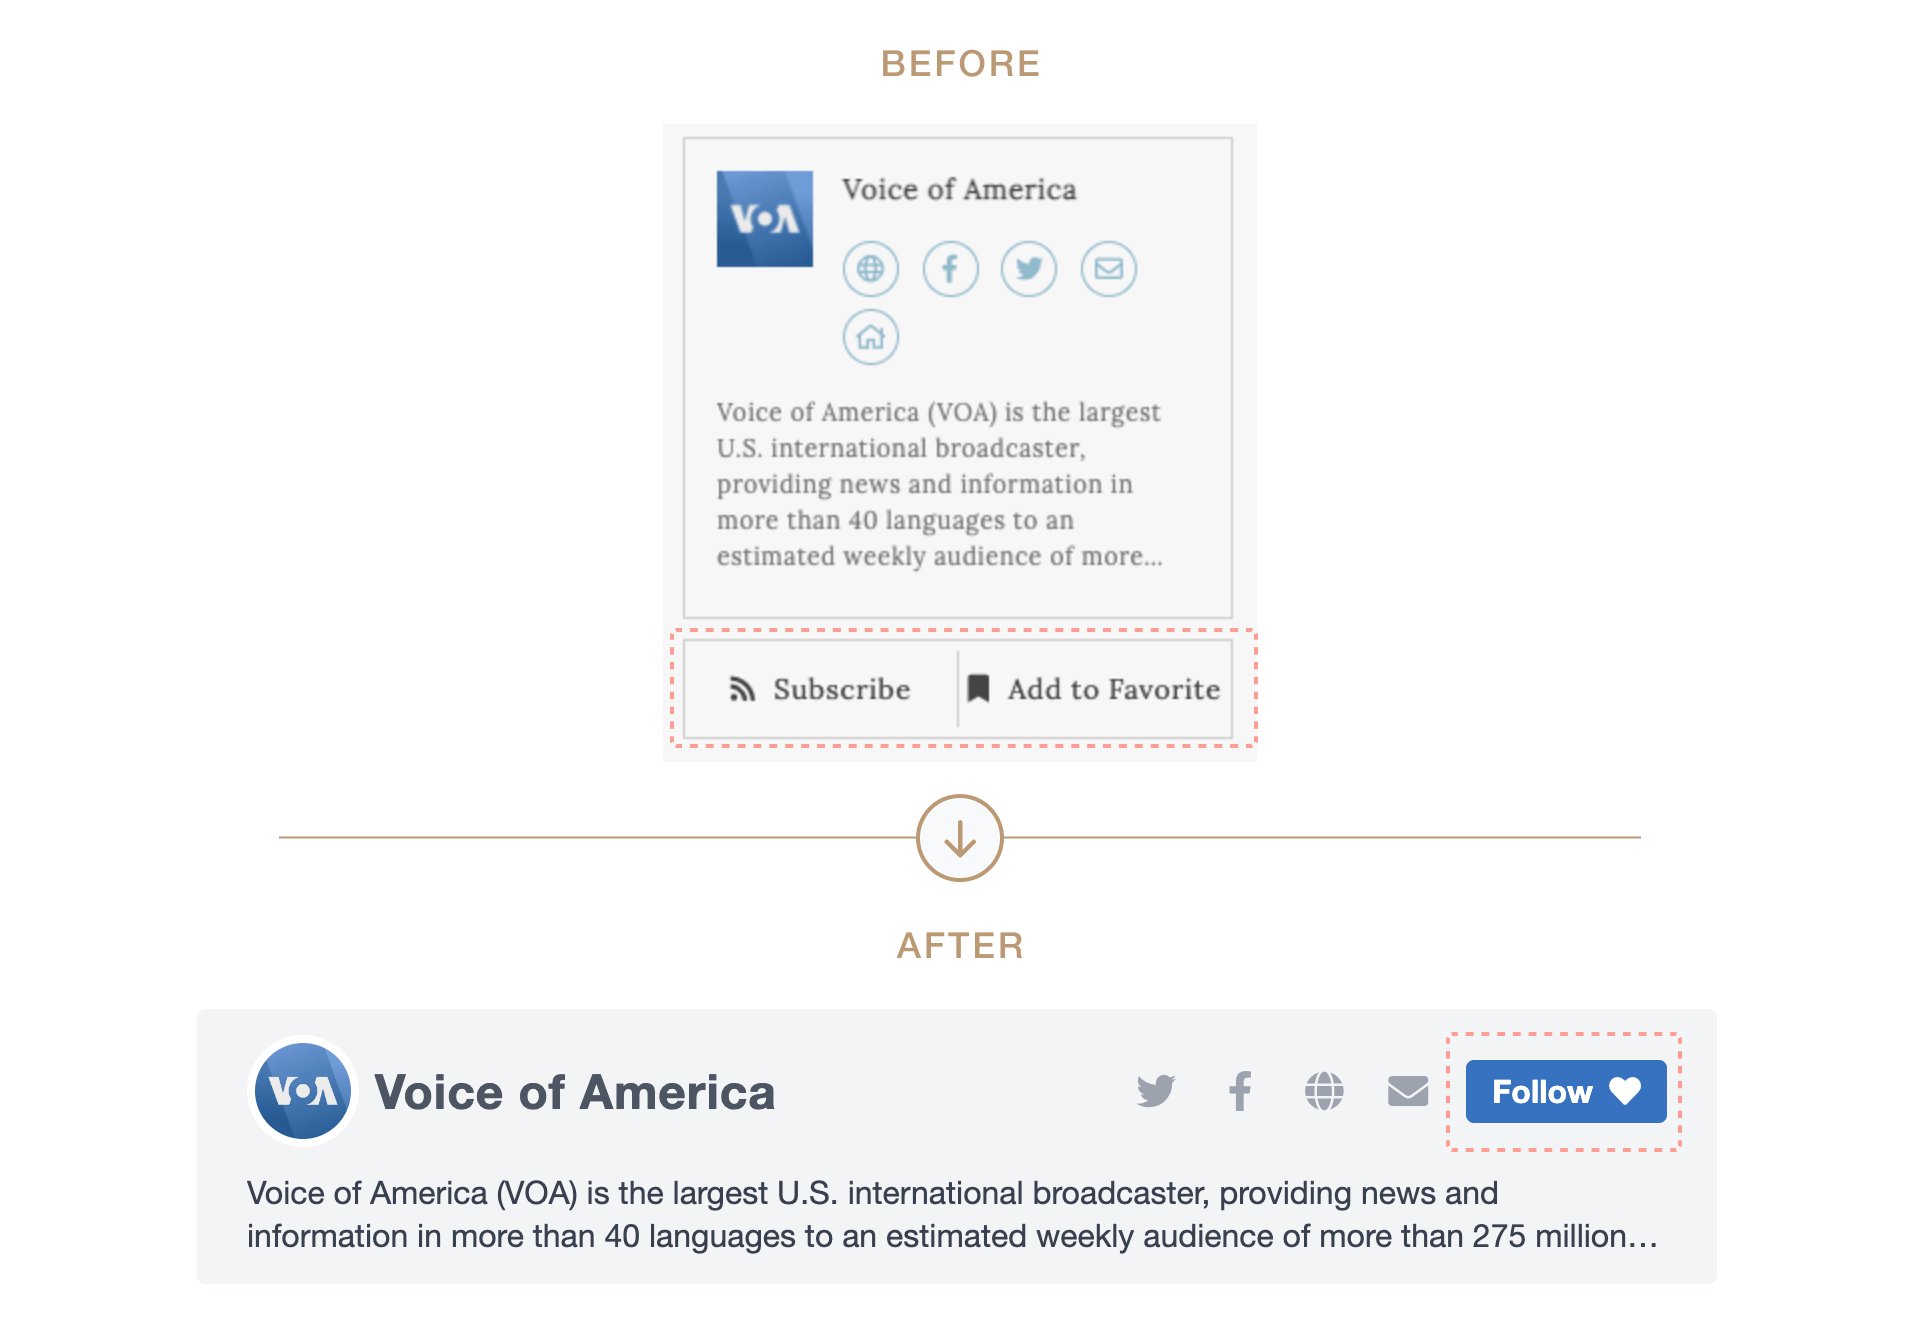 BEFORE
VOA
Voice of America
Voice of America (VOA) is the largest
U.S. international broadcaster,
providing news and information in
more than 40 languages to an
estimated weekly audience of more...
Subscribe
Add to Favorite
AFTER
VOA
Voice of America
Follow
Voice of America (VOA) is the largest U.S. international broadcaster, providing news and
information in more than 40 languages to an estimated weekly audience of more than 275 million...